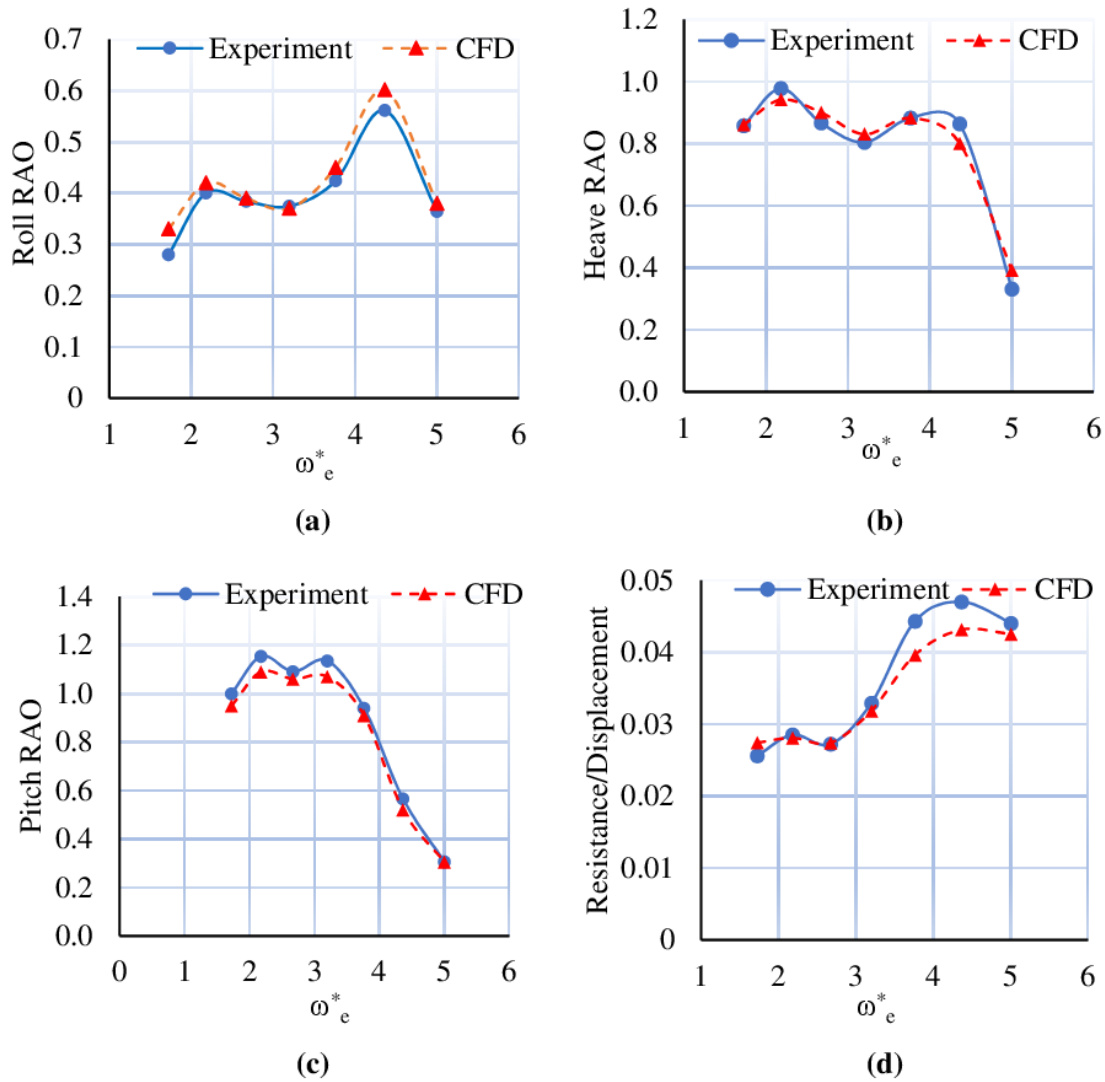 Experiment CFD
0.7
0.6
0.5
0.4
0.3
0.2
0.1
0
Roll RAO
1 2 3 4 5 6
ω*e
(a)
Experiment CFD
1.2
1.0
0.8
0.6
0.4
0.2
0.0
Heave RAO
1 2 3 4 5 6
ω*e
(b)
Experiment CFD
1.4
1.2
1.0
0.8
0.6
0.4
0.2
0.0
Pitch RAO
0 1 2 3 4 5 6
ω*e
(c)
Experiment CFD
0.05
0.04
0.03
0.02
0.01
0
Resistance/Displacement
1 2 3 4 5 6
ω*e
(d)